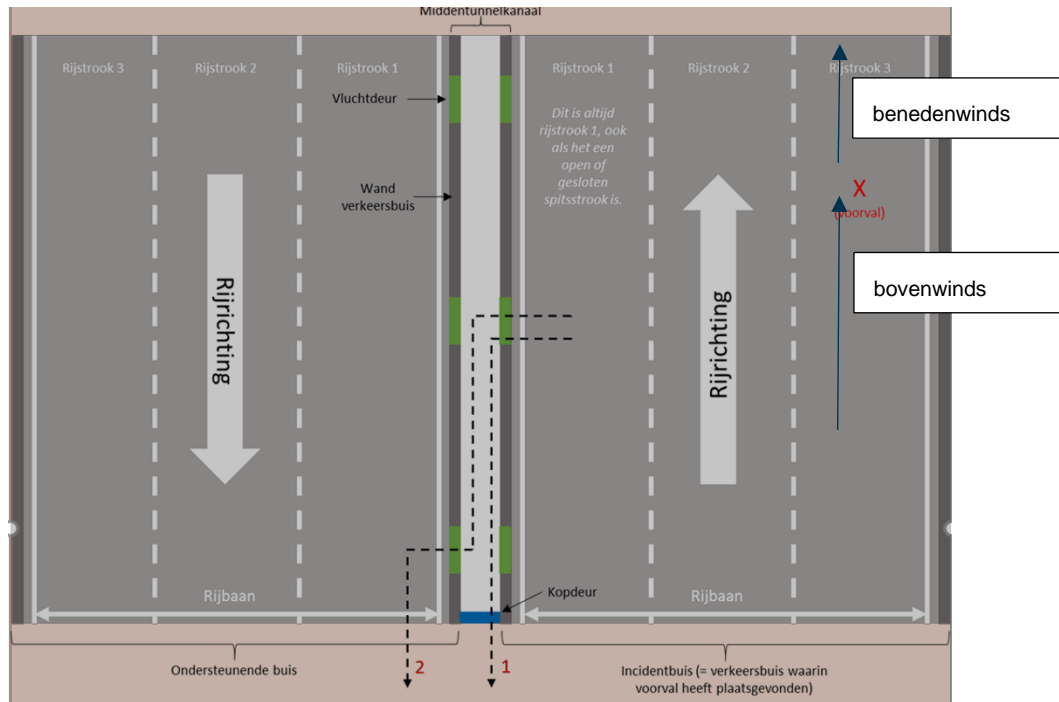 Middentunnelkanaal
Rijstrook 3
Rijstrook 2
Rijstrook 1
Rijstrook 1
Rijstrook 2
Rijstrook 3
Vluchtdeur
Dit is altijd
rijstrook 1, ook
als het een
open of
gesloten
spitsstrook is.
benedenwinds
Wand
verkeersbuis
X
(voorval)
bovenwinds
Rijrichting
Rijrichting
Kopdeur
Rijbaan
Rijbaan
2
1
Ondersteunende buis
Incidentbuis (= verkeersbuis waarin
voorval heeft plaatsgevonden)